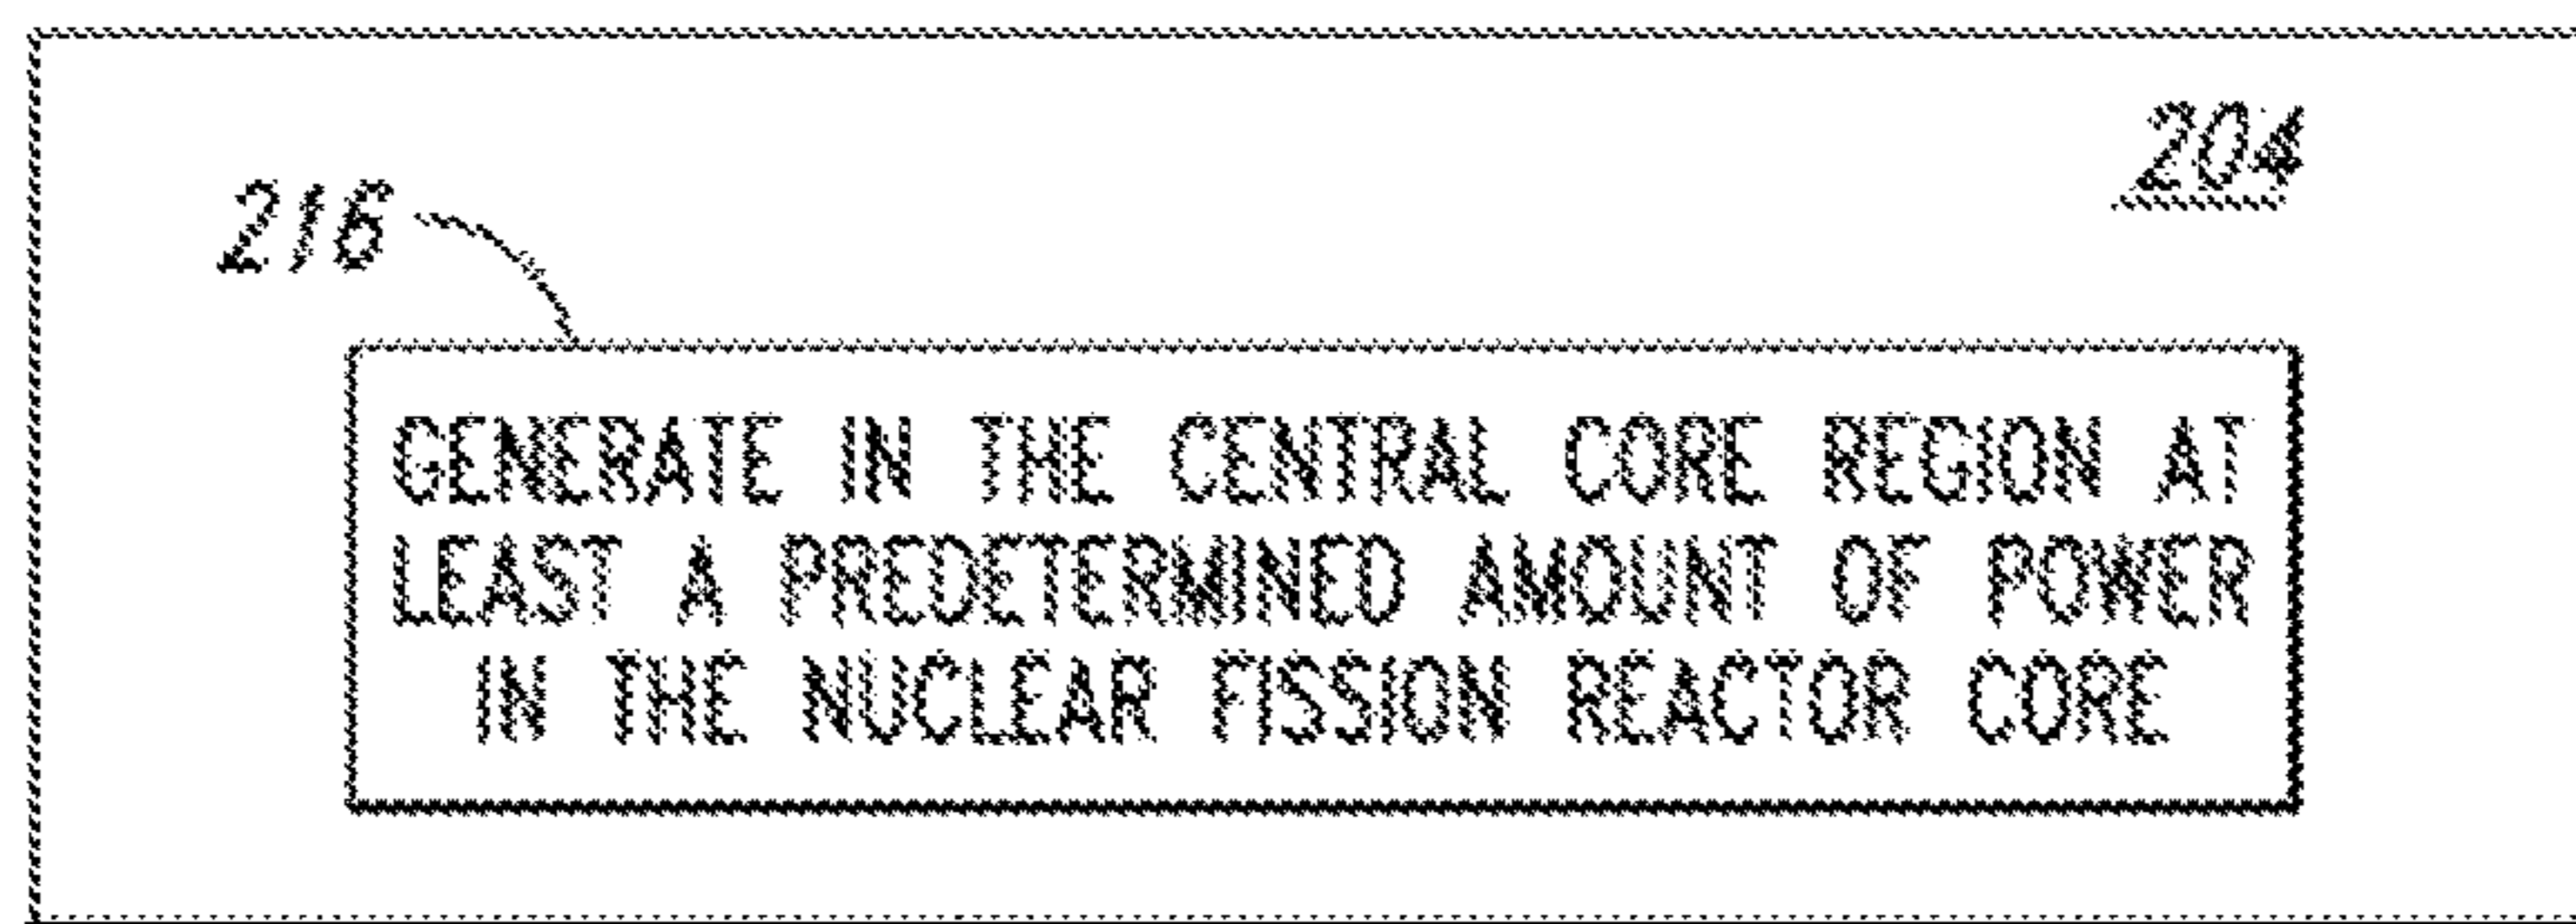 204
216
GENERATE IN THE CENTRAL CORE REGION AT
LEAST A PREDETERMINED AMOUNT OF POWER
IN THE NUCLEAR FISSION REACTOR CORE